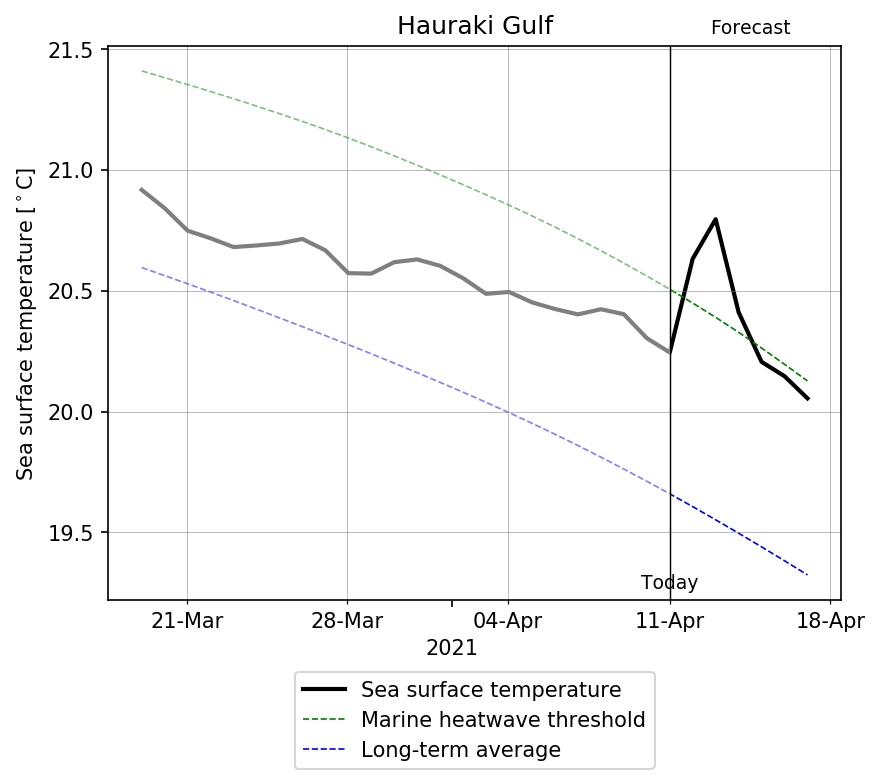 Hauraki Gulf
Forecast
21.5
21.0
20.5
20.0
19.5
Sea surface temperature [°C]
Today
21-Mar
28-Mar
04-Apr
11-Apr
18-Apr
2021
Sea surface temperature
Marine heatwave threshold
Long-term average